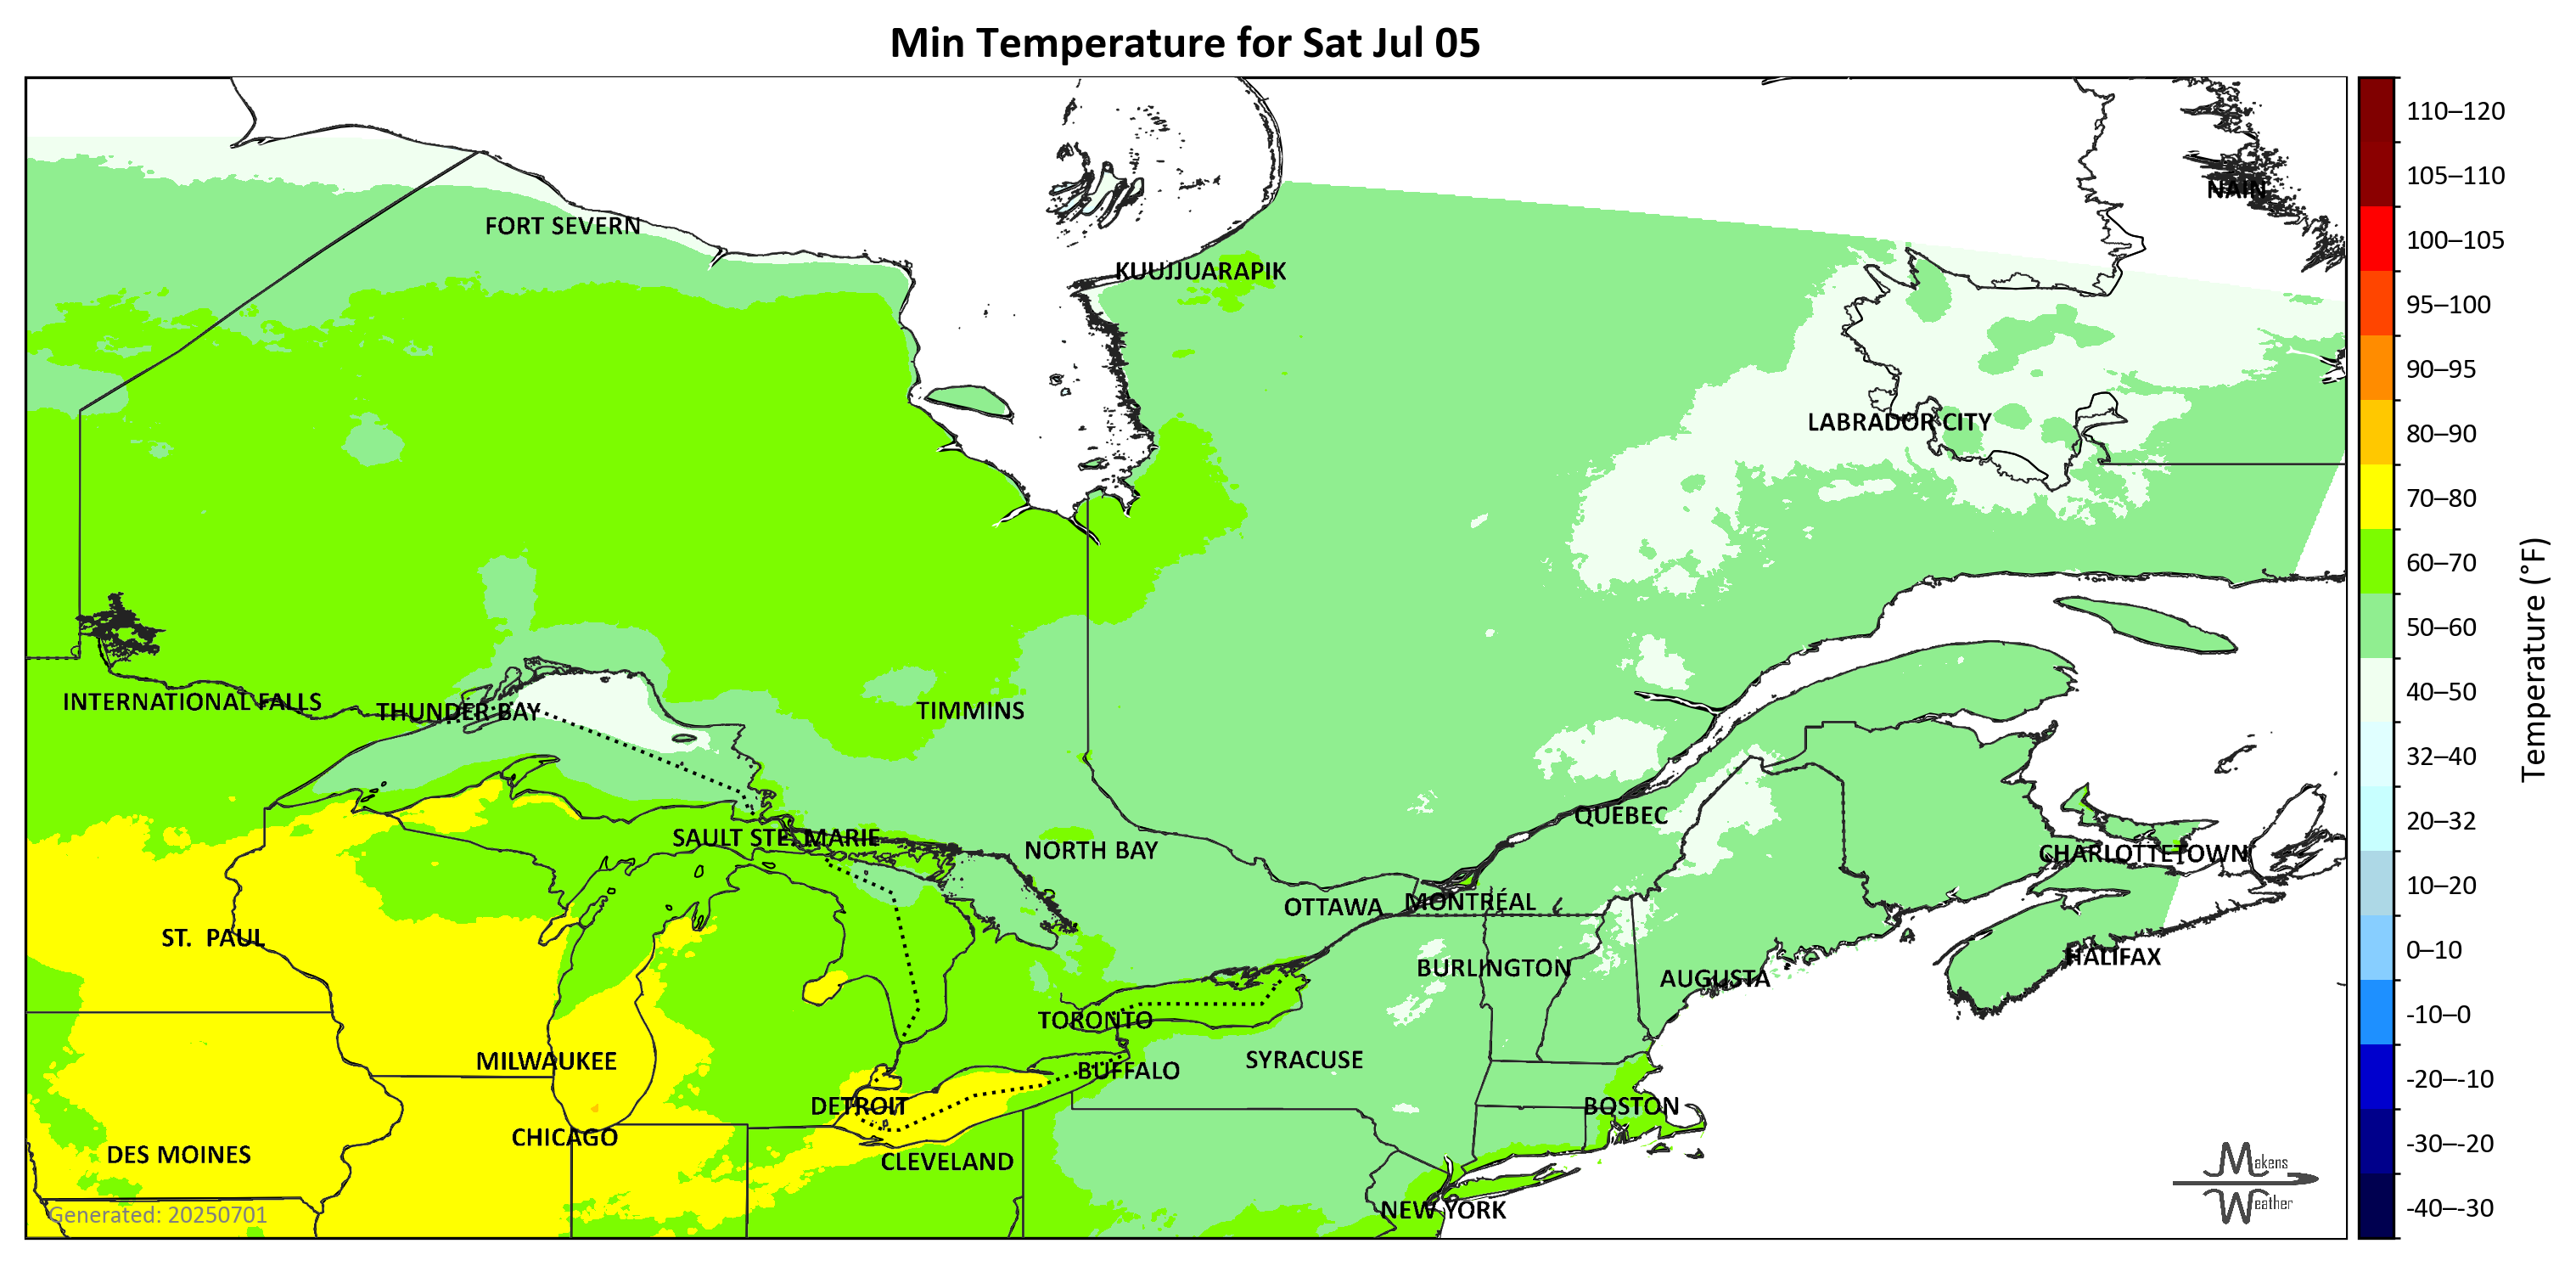 Min Temperature for Sat Jul 05
NAIN
FORT SEVERN
KUUJJUARAPIK
LABRADOR CITY
INTERNATIONAL FALLS
THUNDER BAY
TIMMINS
QUÉBEC
SAULT STE. MARIE
NORTH BAY
CHARLOTTETOWN
OTTAWA
MONTRÉAL
ST. PAUL
BURLINGTON
HALIFAX
AUGUSTA
TORONTO
MILWAUKEE
SYRACUSE
BUFFALO
DETROIT
BOSTON
CHICAGO
DES MOINES
CLEVELAND
NEW YORK
Generated: 20250701
Makens
Weather
110–120
105–110
100–105
95–100
90–95
80–90
70–80
60–70
50–60
40–50
32–40
20–32
10–20
0–10
-10–0
-20–-10
-30–-20
-40–-30
Temperature (°F)